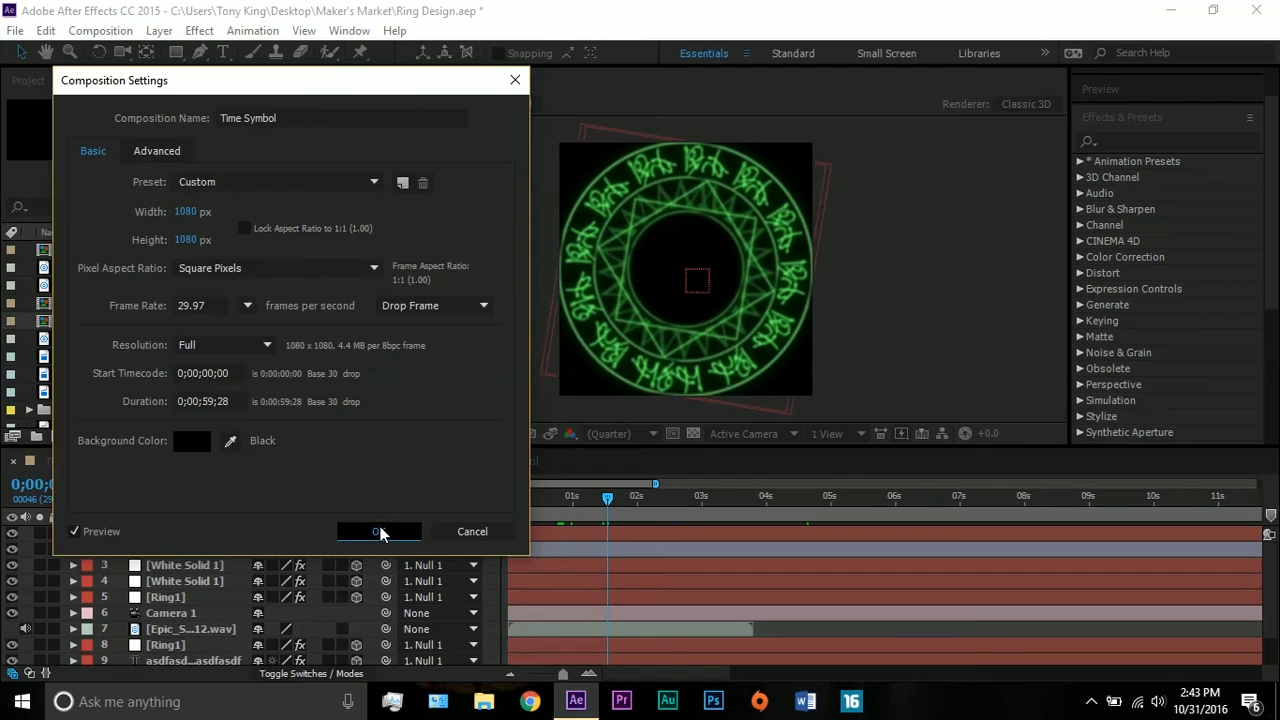 Adobe After Effects CC 2015 - C:\Users\Tony King\Desktop\Maker's Market\Ring Design.aep *
File Edit Composition Layer Effect Animation View Window Help
Snapping Essentials Standard Small Screen Libraries Search Help
Project
Composition Settings
Composition Name: Time Symbol
Basic Advanced
Preset: Custom
Width: 1080 px
Height: 1080 px
Lock Aspect Ratio to 1:1 (1.00)
Pixel Aspect Ratio: Square Pixels
Frame Aspect Ratio:
1:1 (1.00)
Frame Rate: 29.97 frames per second Drop Frame
Resolution: Full 1080 x 1080, 4.4 MB per 8bpc frame
Start Timecode: 0;00;00;00 is 0;00;00;00 Base 30 drop
Duration: 0;00;59;28 is 0;00;59;28 Base 30 drop
Background Color: Black
Preview
Cancel
Renderer: Classic 3D
(Quarter) Active Camera 1 View +0.0
Preview
Effects & Presets
* Animation Presets
3D Channel
Audio
Blur & Sharpen
Channel
CINEMA 4D
Color Correction
Distort
Expression Controls
Generate
Keying
Matte
Noise & Grain
Obsolete
Perspective
Simulation
Stylize
Synthetic Aperture
01s 02s 03s 04s 05s 06s 07s 08s 09s 10s 11s
3 [White Solid 1] 1. Null 1
4 [White Solid 1] 1. Null 1
5 [Ring1] 1. Null 1
6 Camera 1 None
7 [Epic_S...12.wav] None
8 [Ring1] 1. Null 1
9 asdfasd...asdfasdf 1. Null 1
Toggle Switches / Modes
Ask me anything
Ae Pr Au Ps 16
2:43 PM
10/31/2016
6